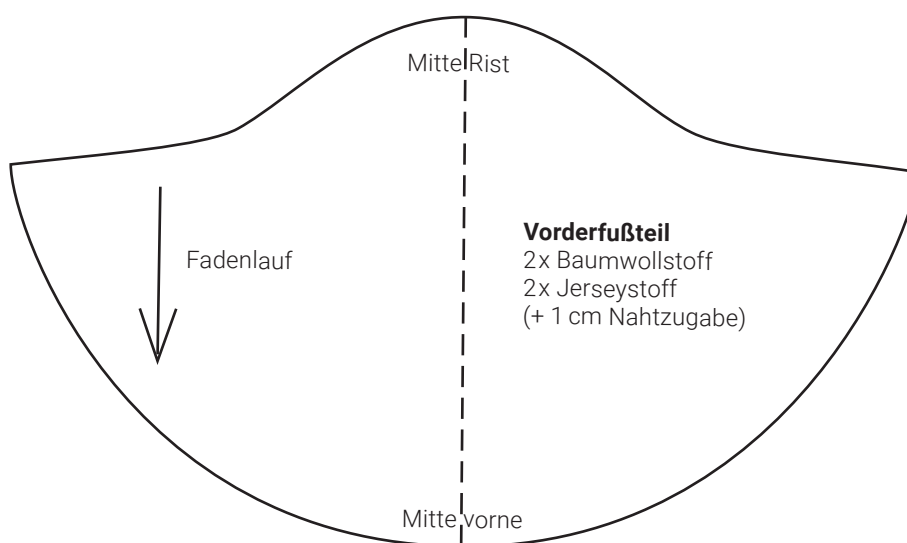 Mitte Rist
Fadenlauf
Vorderfußteil
2x Baumwollstoff
2x Jerseystoff
(+ 1 cm Nahtzugabe)
Mitte vorne